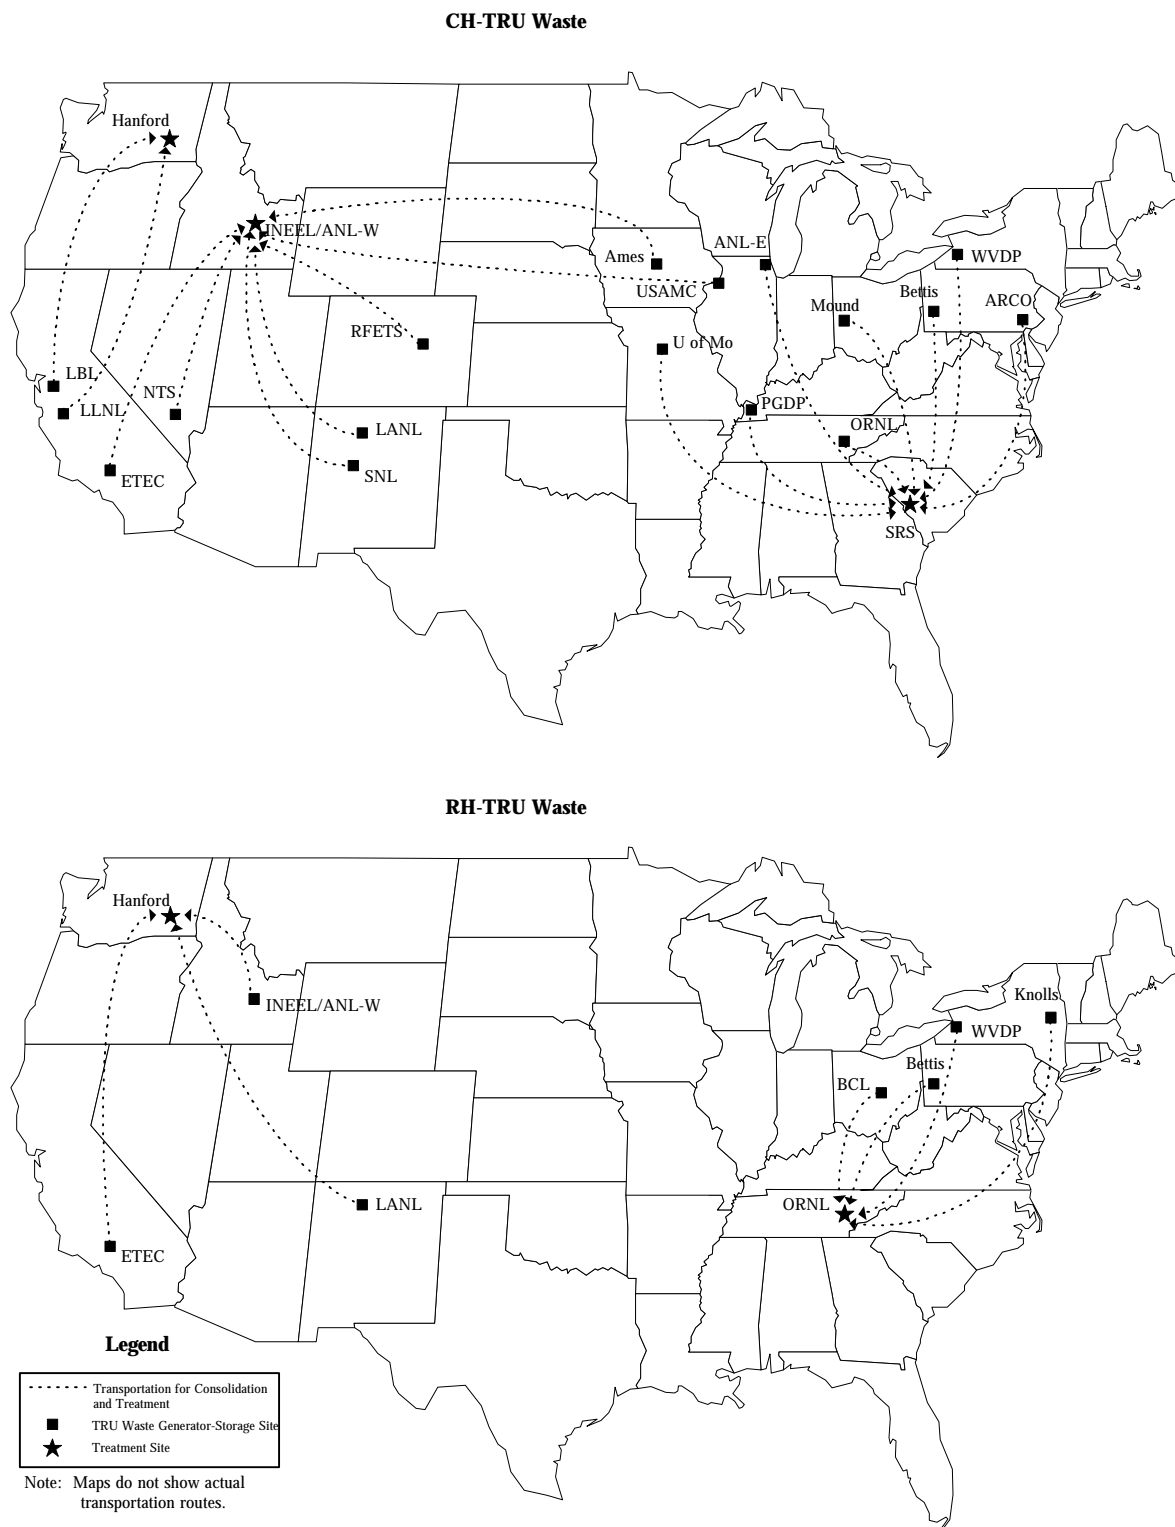 CH-TRU Waste
Hanford
INEEL/ANL-W
Ames
ANL-E
WVDP
USAMC
Bettis
ARCO
Mound
RFETS
U of Mo
LBL
NTS
LLNL
PGDP
LANL
ORNL
ETEC
SNL
SRS
RH-TRU Waste
Hanford
INEEL/ANL-W
Knolls
WVDP
Bettis
BCL
LANL
ORNL
ETEC
Legend
Transportation for Consolidation
and Treatment
TRU Waste Generator-Storage Site
Treatment Site
Note: Maps do not show actual
transportation routes.